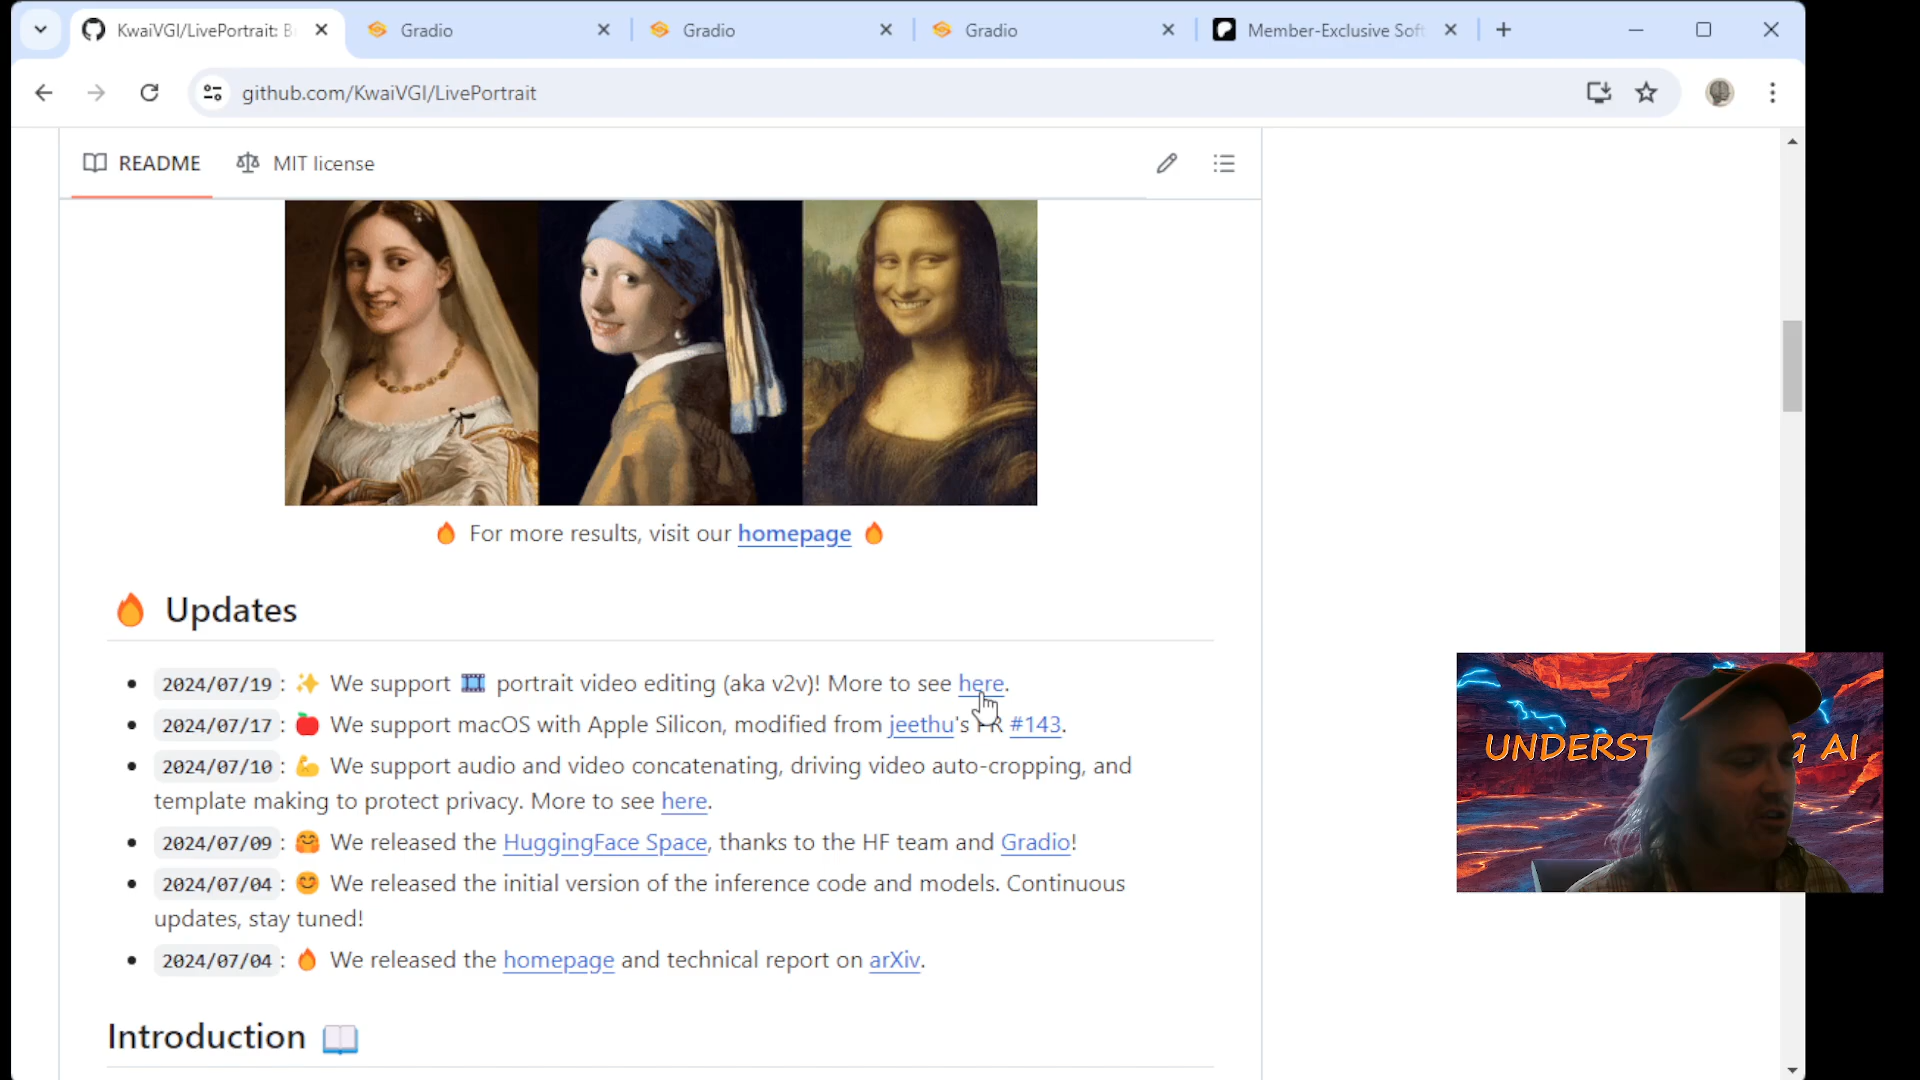 KwaiVGI/LivePortrait: B
Gradio
Gradio
Gradio
Member-Exclusive Soft
github.com/KwaiVGI/LivePortrait
README
MIT license
🔥 For more results, visit our homepage 🔥
🔥 Updates
2024/07/19: ✨ We support 🎞️ portrait video editing (aka v2v)! More to see here.
2024/07/17: 🍎 We support macOS with Apple Silicon, modified from jeethu's PR #143.
2024/07/10: 💪 We support audio and video concatenating, driving video auto-cropping, and
template making to protect privacy. More to see here.
2024/07/09: 🤗 We released the HuggingFace Space, thanks to the HF team and Gradio!
2024/07/04: 😊 We released the initial version of the inference code and models. Continuous
updates, stay tuned!
2024/07/04: 🔥 We released the homepage and technical report on arXiv.
Introduction 📖
UNDERST G AI